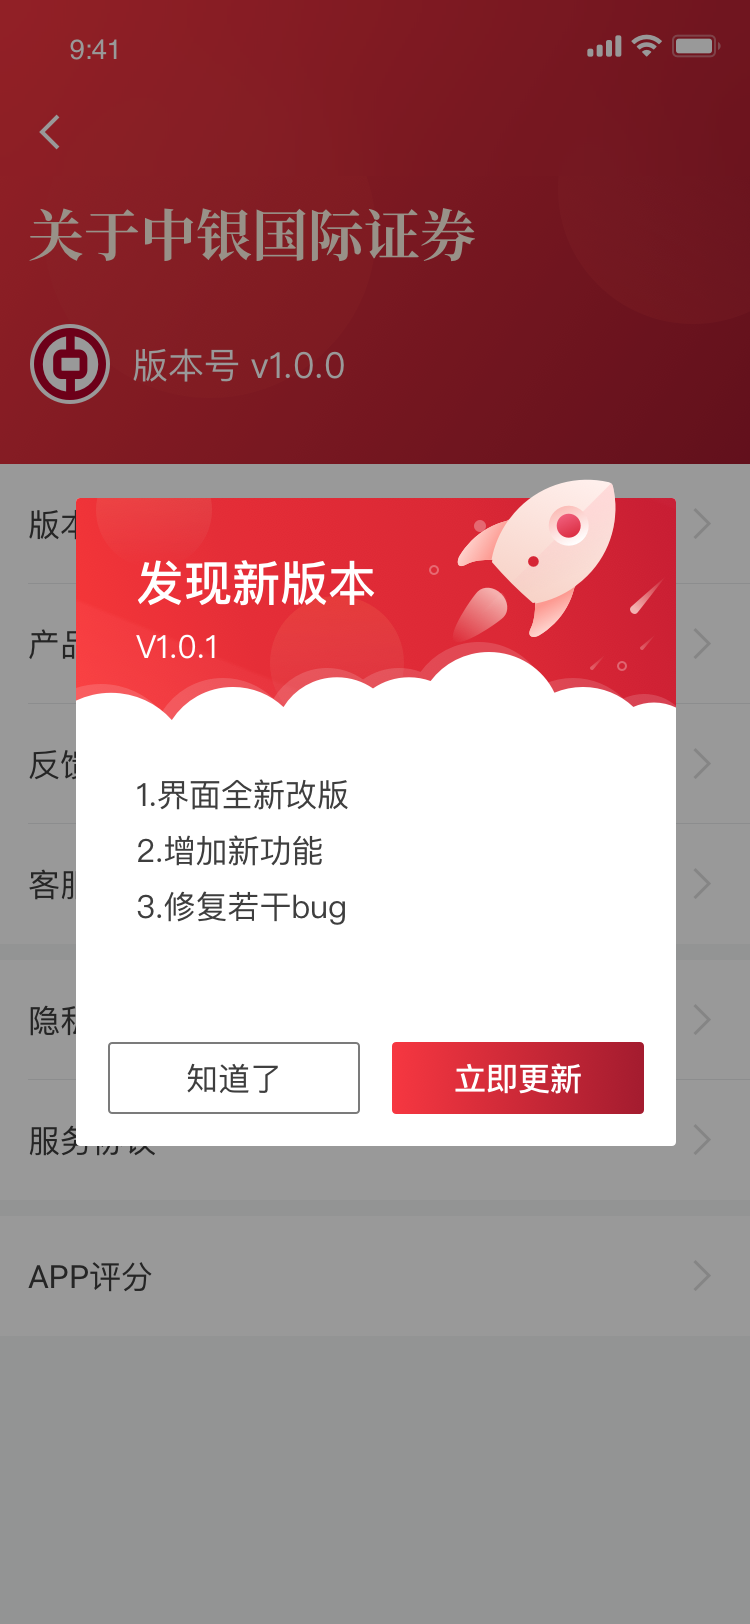 9:41
关于中银国际证券
版本号 v1.0.0
版本
发现新版本
V1.0.1
产品
反馈
1.界面全新改版
2.增加新功能
客服
3.修复若干bug
隐私
知道了
立即更新
服务协议
APP评分